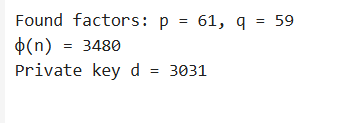 Found factors: p = 61, q = 59
ϕ(n) = 3480
Private key d = 3031